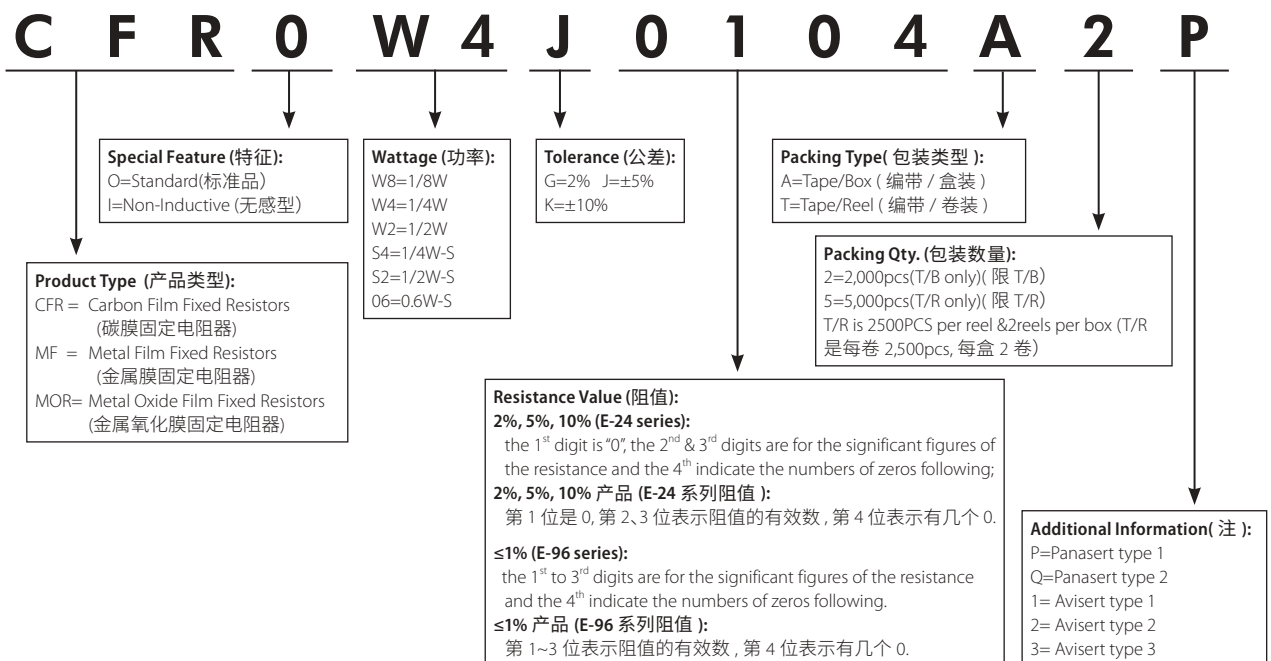 C F R 0 W 4 J 0 1 0 4 A 2 P
Special Feature (特征):
O=Standard(标准品)
I=Non-Inductive (无感型)
Wattage (功率):
W8=1/8W
W4=1/4W
W2=1/2W
S4=1/4W-S
S2=1/2W-S
06=0.6W-S
Tolerance (公差):
G=2% J=±5%
K=±10%
Packing Type( 包装类型 ):
A=Tape/Box ( 编带 / 盒装 )
T=Tape/Reel ( 编带 / 卷装 )
Packing Qty. (包装数量):
2=2,000pcs(T/B only)( 限 T/B)
5=5,000pcs(T/R only)( 限 T/R)
T/R is 2500PCS per reel &2reels per box (T/R
是每卷 2,500pcs, 每盒 2 卷)
Product Type (产品类型):
CFR = Carbon Film Fixed Resistors
(碳膜固定电阻器)
MF = Metal Film Fixed Resistors
(金属膜固定电阻器)
MOR= Metal Oxide Film Fixed Resistors
(金属氧化膜固定电阻器)
Resistance Value (阻值):
2%, 5%, 10% (E-24 series):
the 1st digit is "0", the 2nd & 3rd digits are for the significant figures of
the resistance and the 4th indicate the numbers of zeros following;
2%, 5%, 10% 产品 (E-24 系列阻值 ):
第 1 位是 0, 第 2、3 位表示阻值的有效数 , 第 4 位表示有几个 0.
≤1% (E-96 series):
the 1st to 3rd digits are for the significant figures of the resistance
and the 4th indicate the numbers of zeros following.
≤1% 产品 (E-96 系列阻值 ):
第 1~3 位表示阻值的有效数 , 第 4 位表示有几个 0.
Additional Information( 注 ):
P=Panasert type 1
Q=Panasert type 2
1= Avisert type 1
2= Avisert type 2
3= Avisert type 3